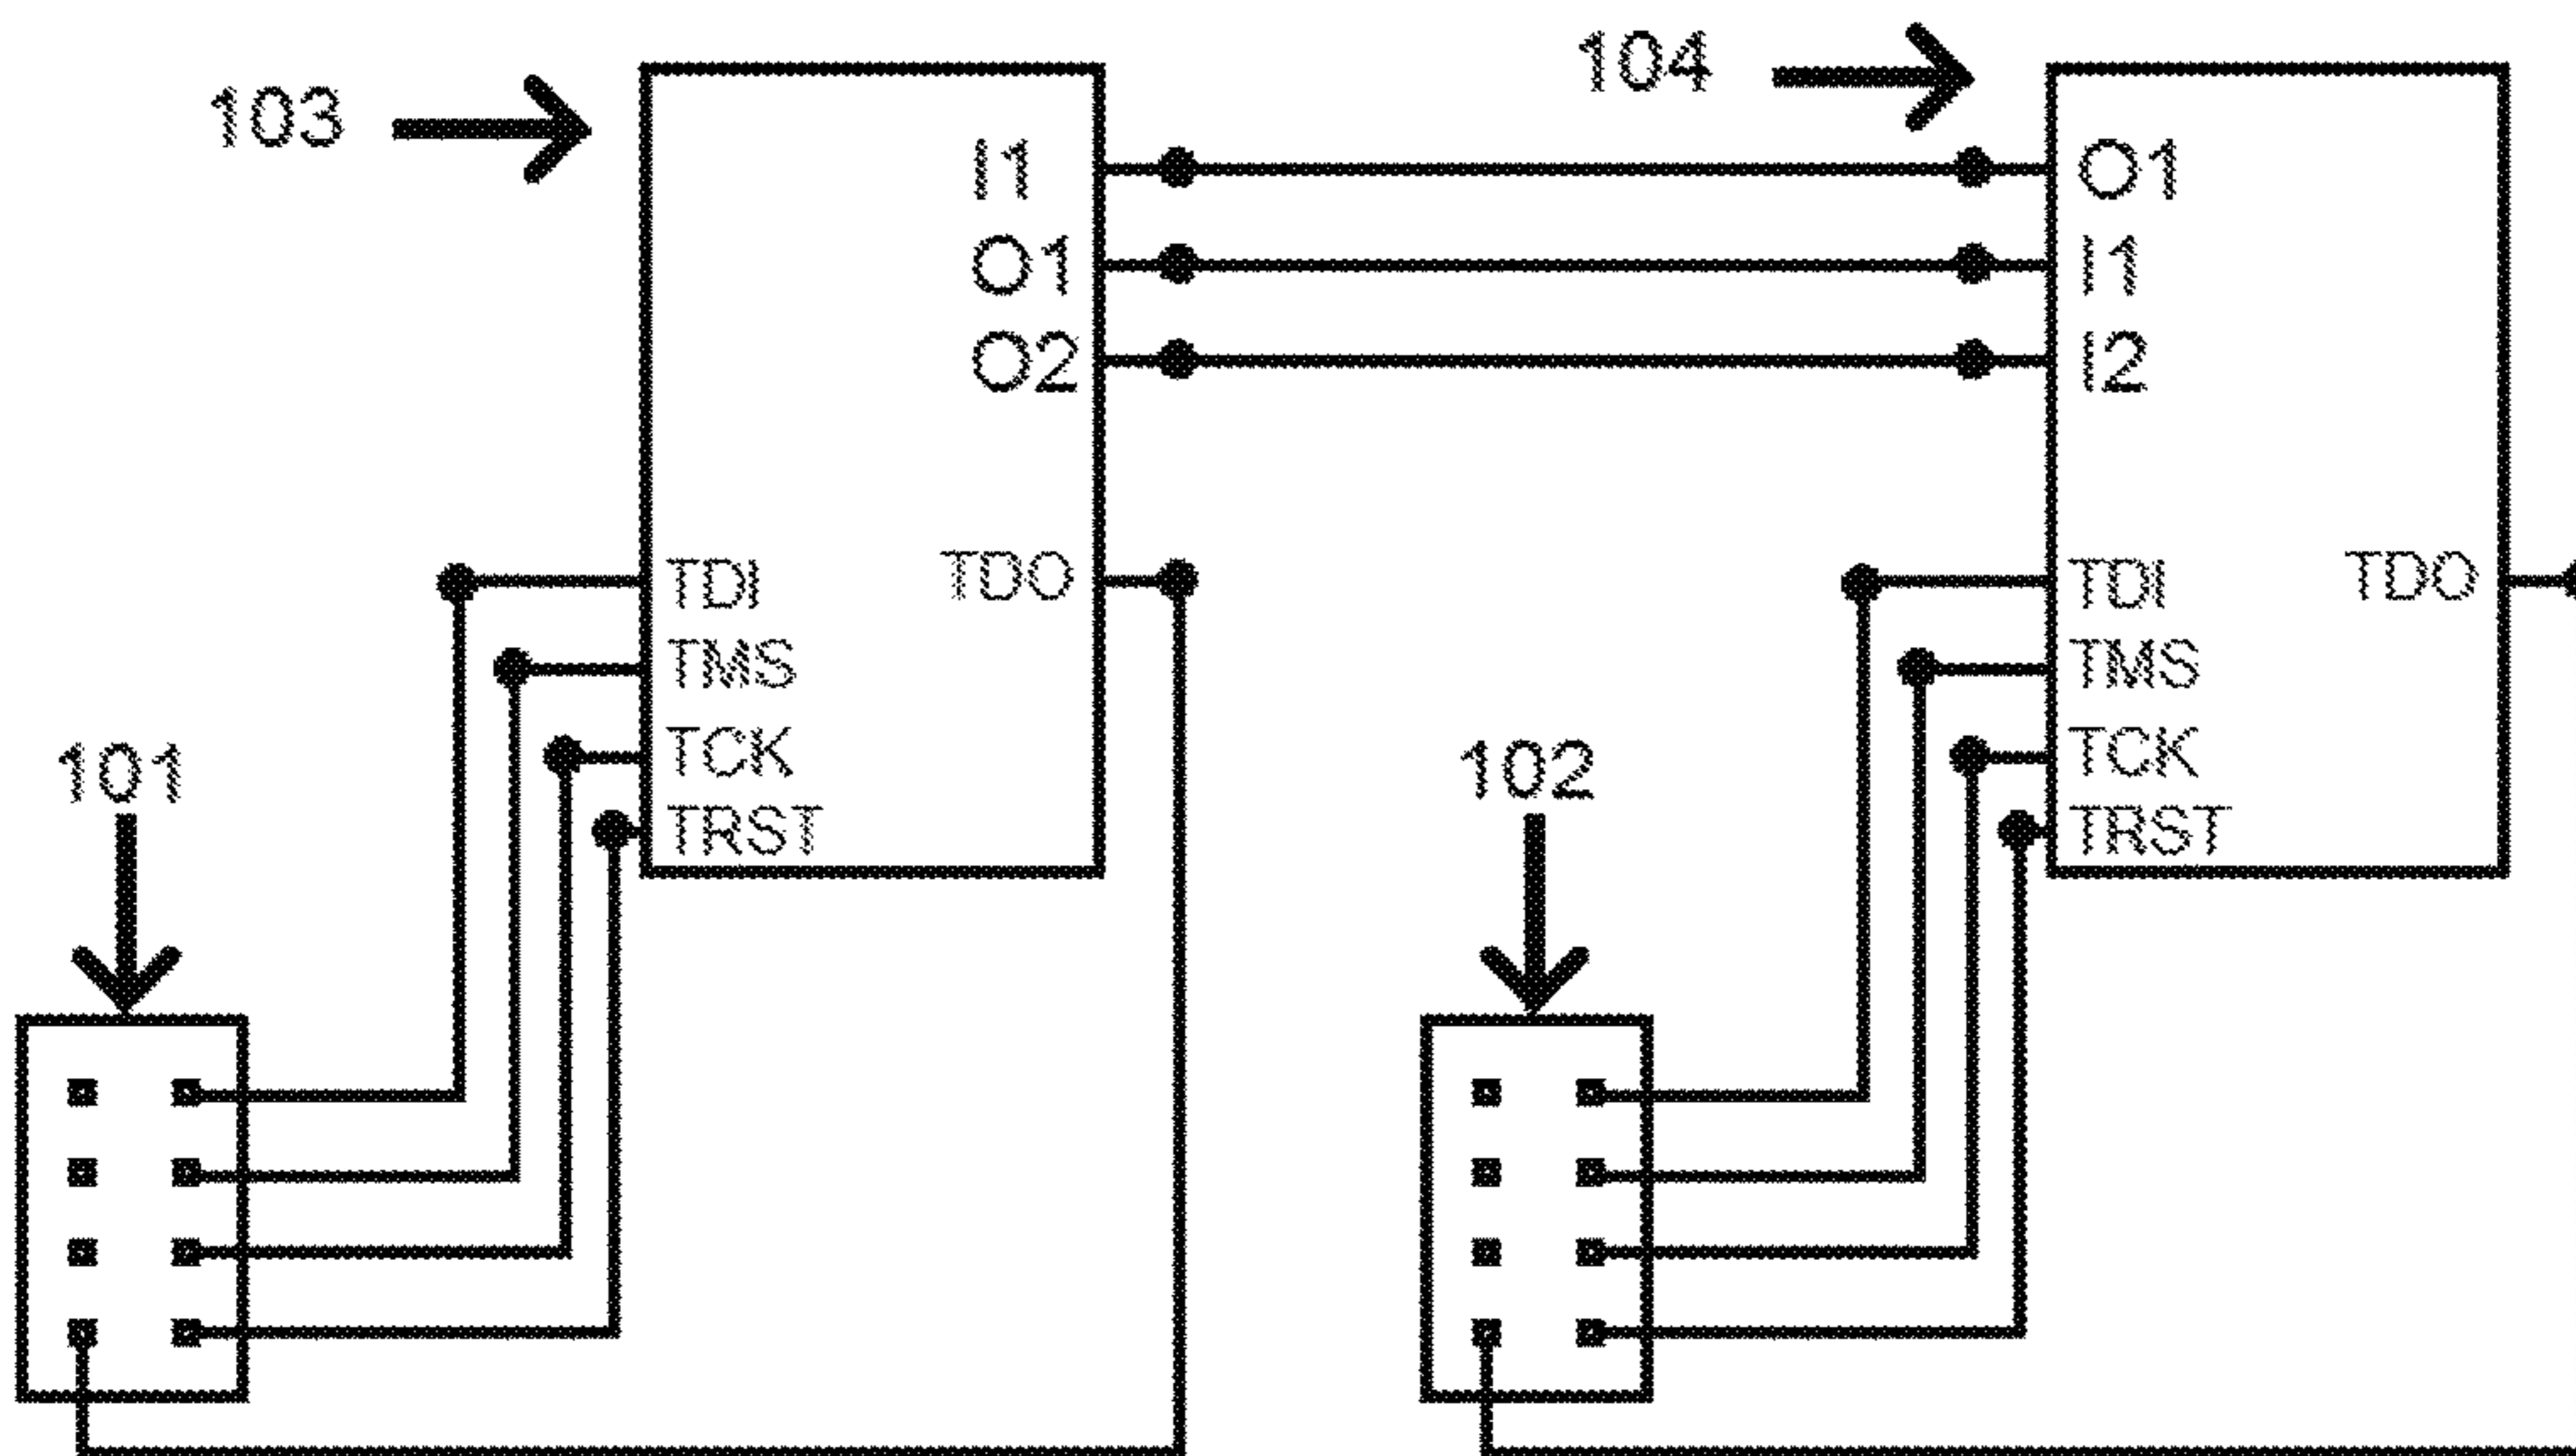 103
I1
O1
O2
TDI
TDO
TMS
TCK
TRST
101
104
O1
I1
I2
TDI
TDO
TMS
TCK
TRST
102